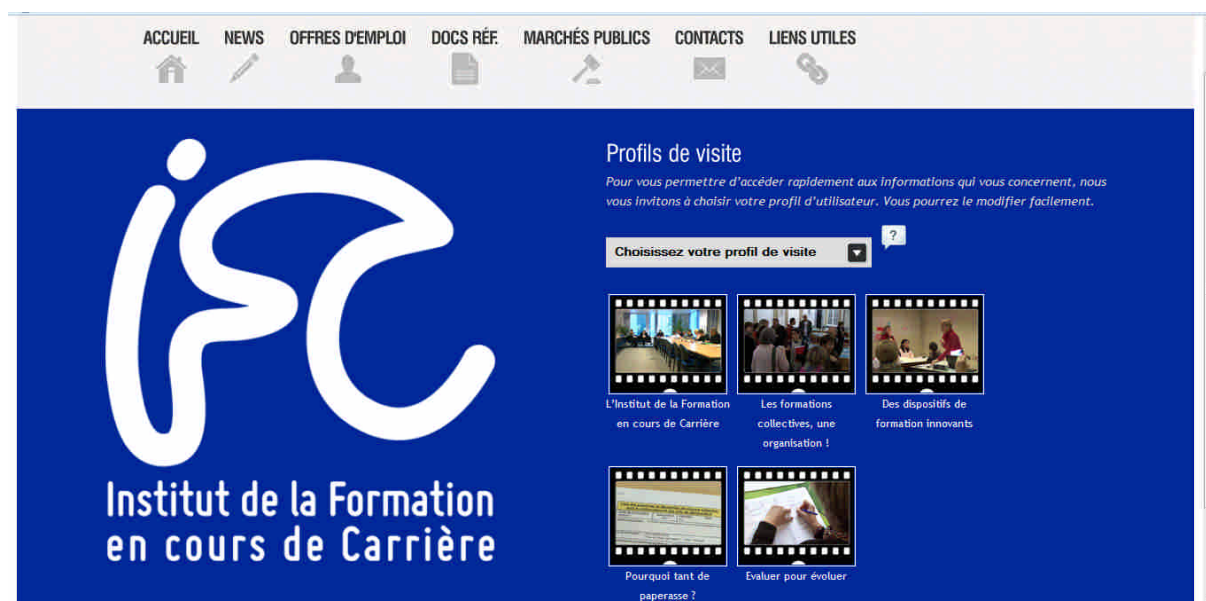 ACCUEIL NEWS OFFRES D'EMPLOI DOCS RÉF. MARCHÉS PUBLICS CONTACTS LIENS UTILES
ifc
Institut de la Formation
en cours de Carrière
Profils de visite
Pour vous permettre d'accéder rapidement aux informations qui vous concernent, nous
vous invitons à choisir votre profil d'utilisateur. Vous pourrez le modifier facilement.
Choisissez votre profil de visite
?
L'Institut de la Formation
en cours de Carrière
Les formations
collectives, une
organisation !
Des dispositifs de
formation innovants
Pourquoi tant de
paperasse ?
Evaluer pour évoluer